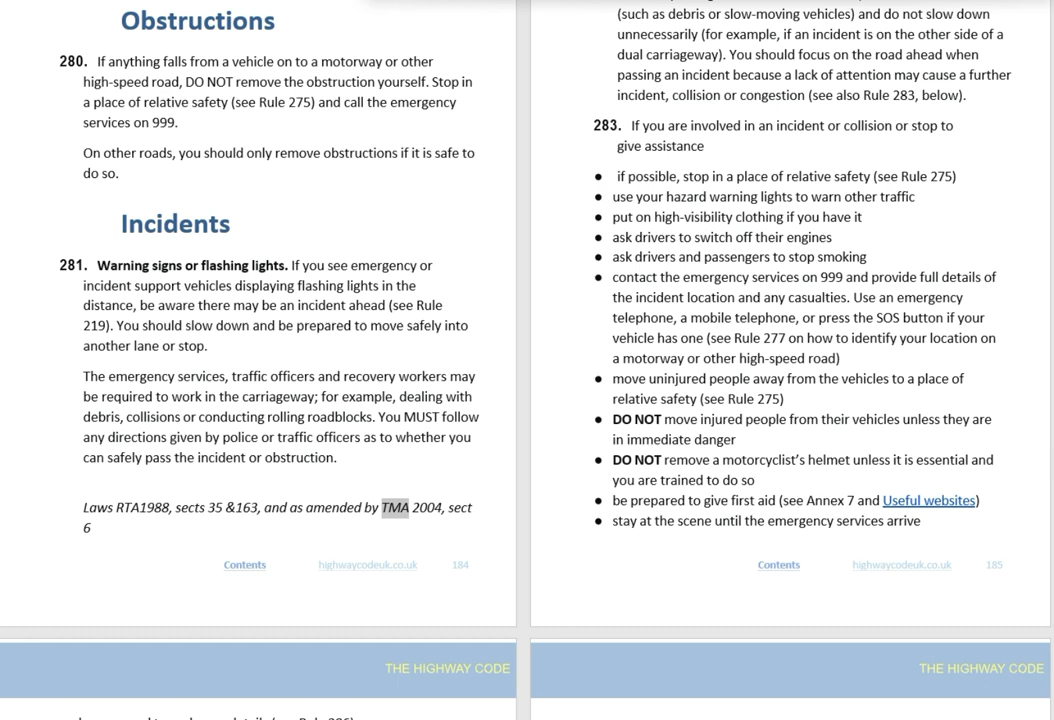 Obstructions
280. If anything falls from a vehicle on to a motorway or other
high-speed road, DO NOT remove the obstruction yourself. Stop in
a place of relative safety (see Rule 275) and call the emergency
services on 999.
On other roads, you should only remove obstructions if it is safe to
do so.
Incidents
281. Warning signs or flashing lights. If you see emergency or
incident support vehicles displaying flashing lights in the
distance, be aware there may be an incident ahead (see Rule
219). You should slow down and be prepared to move safely into
another lane or stop.
The emergency services, traffic officers and recovery workers may
be required to work in the carriageway; for example, dealing with
debris, collisions or conducting rolling roadblocks. You MUST follow
any directions given by police or traffic officers as to whether you
can safely pass the incident or obstruction.
Laws RTA1988, sects 35 &163, and as amended by TMA 2004, sect
6
Contents highwaycodeuk.co.uk 184
(such as debris or slow-moving vehicles) and do not slow down
unnecessarily (for example, if an incident is on the other side of a
dual carriageway). You should focus on the road ahead when
passing an incident because a lack of attention may cause a further
incident, collision or congestion (see also Rule 283, below).
283. If you are involved in an incident or collision or stop to
give assistance
● if possible, stop in a place of relative safety (see Rule 275)
● use your hazard warning lights to warn other traffic
● put on high-visibility clothing if you have it
● ask drivers to switch off their engines
● ask drivers and passengers to stop smoking
● contact the emergency services on 999 and provide full details of
the incident location and any casualties. Use an emergency
telephone, a mobile telephone, or press the SOS button if your
vehicle has one (see Rule 277 on how to identify your location on
a motorway or other high-speed road)
● move uninjured people away from the vehicles to a place of
relative safety (see Rule 275)
● DO NOT move injured people from their vehicles unless they are
in immediate danger
● DO NOT remove a motorcyclist's helmet unless it is essential and
you are trained to do so
● be prepared to give first aid (see Annex 7 and Useful websites)
● stay at the scene until the emergency services arrive
Contents highwaycodeuk.co.uk 185
THE HIGHWAY CODE
THE HIGHWAY CODE